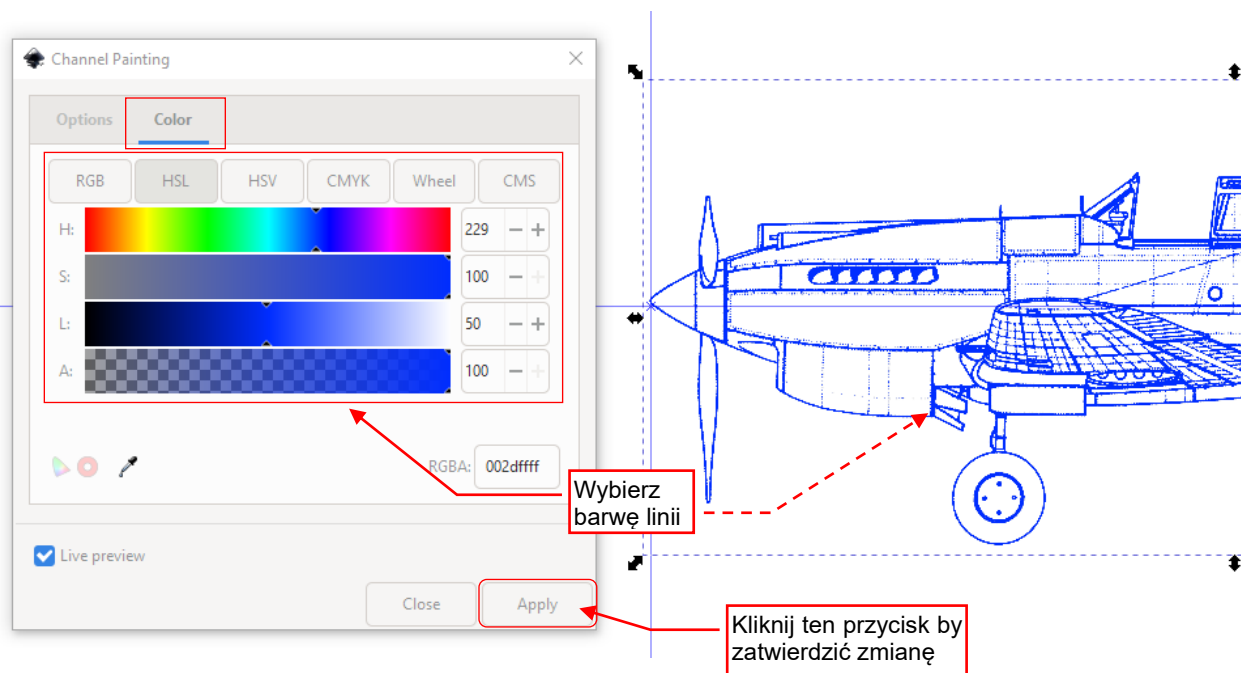 Channel Painting
Options Color
RGB HSL HSV CMYK Wheel CMS
H: 229 − +
S: 100 − +
L: 50 − +
A: 100 − +
RGBA: 002dffff
Wybierz
barwę linii
Live preview
Close Apply
Kliknij ten przycisk by
zatwierdzić zmianę